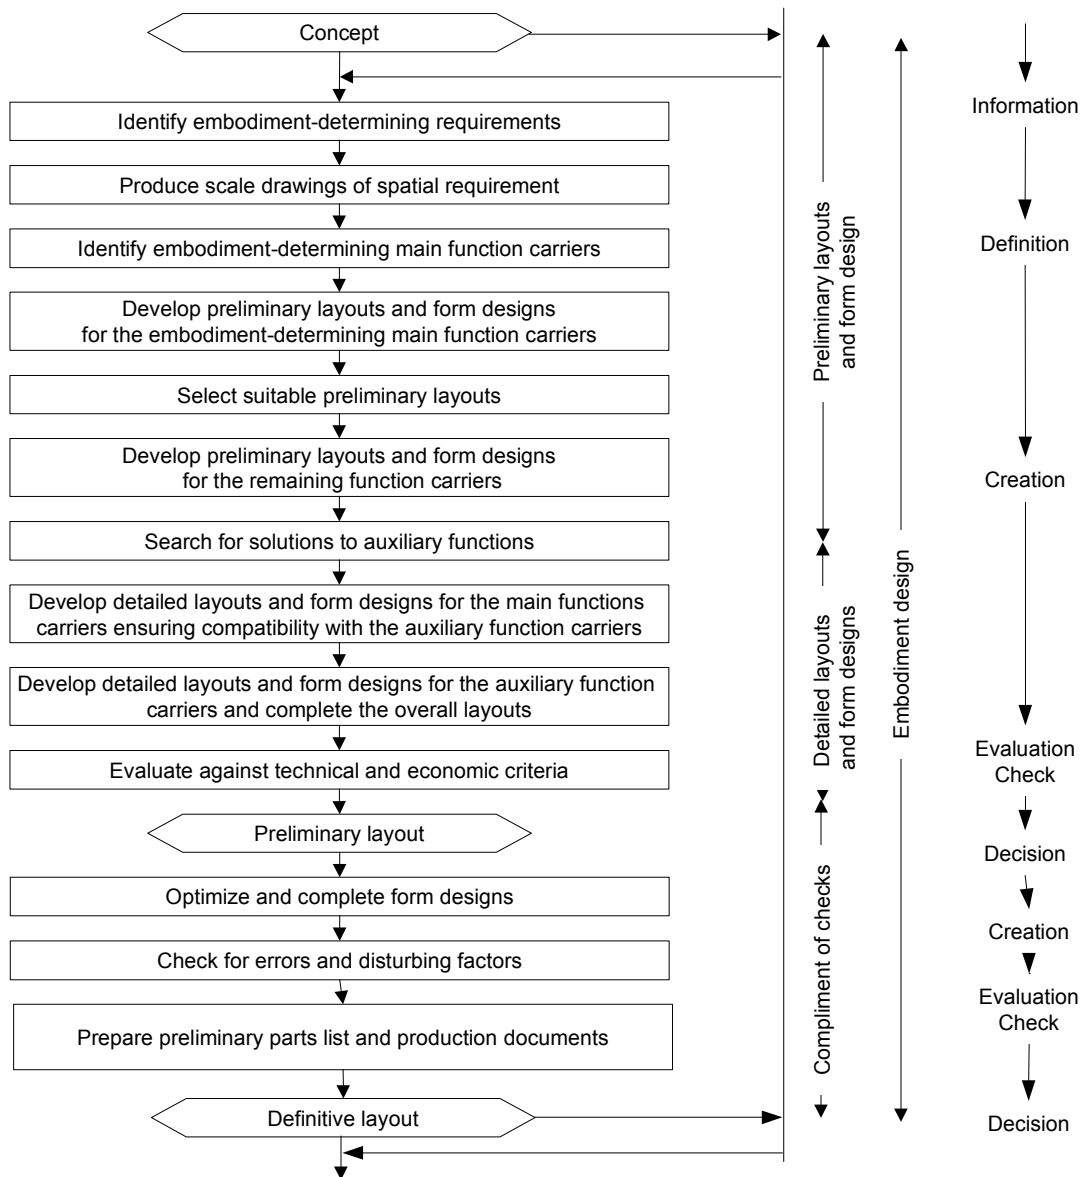 Concept
Identify embodiment-determining requirements
Produce scale drawings of spatial requirement
Identify embodiment-determining main function carriers
Develop preliminary layouts and form designs
for the embodiment-determining main function carriers
Select suitable preliminary layouts
Develop preliminary layouts and form designs
for the remaining function carriers
Search for solutions to auxiliary functions
Develop detailed layouts and form designs for the main functions
carriers ensuring compatibility with the auxiliary function carriers
Develop detailed layouts and form designs for the auxiliary function
carriers and complete the overall layouts
Evaluate against technical and economic criteria
Preliminary layout
Optimize and complete form designs
Check for errors and disturbing factors
Prepare preliminary parts list and production documents
Definitive layout
Preliminary layouts
and form design
Detailed layouts
and form designs
Compliment of checks
Embodiment design
Information
Definition
Creation
Evaluation
Check
Decision
Creation
Evaluation
Check
Decision